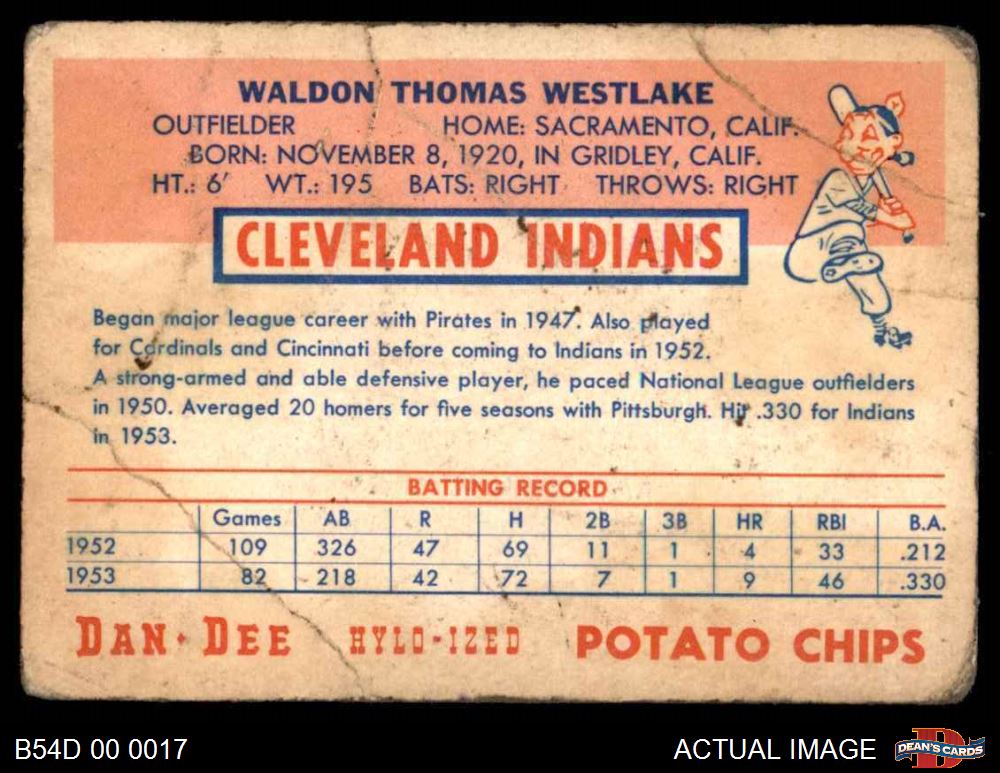 WALDON THOMAS WESTLAKE
OUTFIELDER HOME: SACRAMENTO, CALIF.
BORN: NOVEMBER 8, 1920, IN GRIDLEY, CALIF.
HT.: 6' WT.: 195 BATS: RIGHT THROWS: RIGHT
CLEVELAND INDIANS
Began major league career with Pirates in 1947. Also played
for Cardinals and Cincinnati before coming to Indians in 1952.
A strong-armed and able defensive player, he paced National League outfielders
in 1950. Averaged 20 homers for five seasons with Pittsburgh. Hit .330 for Indians
in 1953.
BATTING RECORD
Games AB R H 2B 3B HR RBI B.A.
1952 109 326 47 69 11 1 4 33 .212
1953 82 218 42 72 7 1 9 46 .330
DAN·DEE HYLO-IZED POTATO CHIPS
B54D 00 0017 ACTUAL IMAGE DEAN'S CARDS